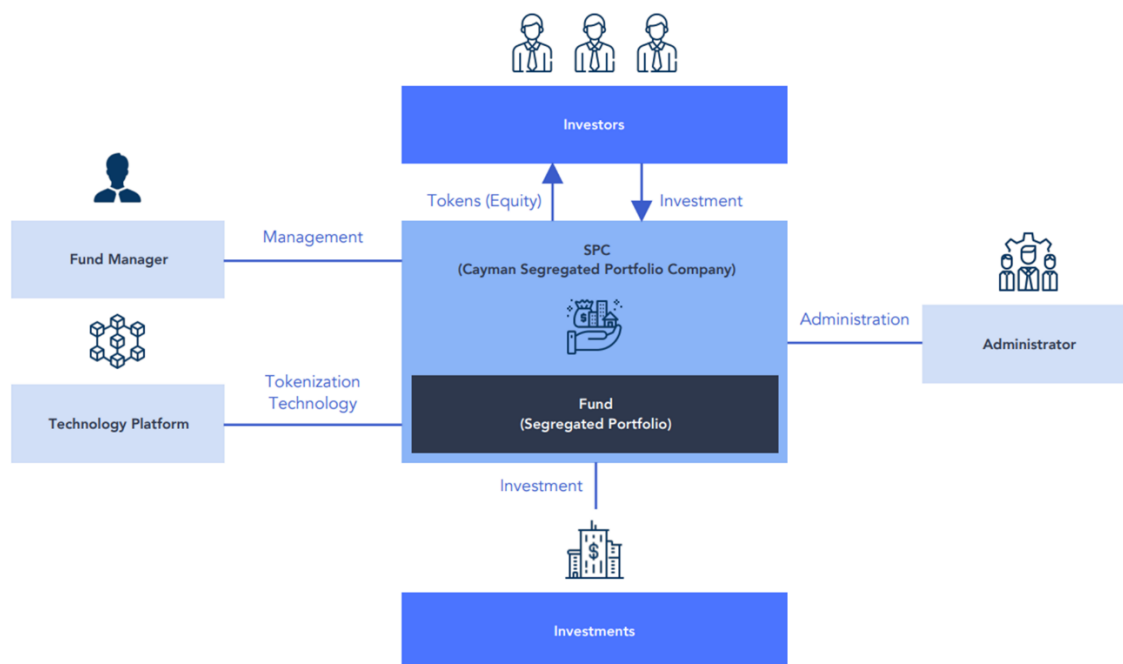 Investors
Tokens (Equity)
Investment
Fund Manager
Management
SPC
(Cayman Segregated Portfolio Company)
Administration
Administrator
Technology Platform
Tokenization
Technology
Fund
(Segregated Portfolio)
Investment
Investments